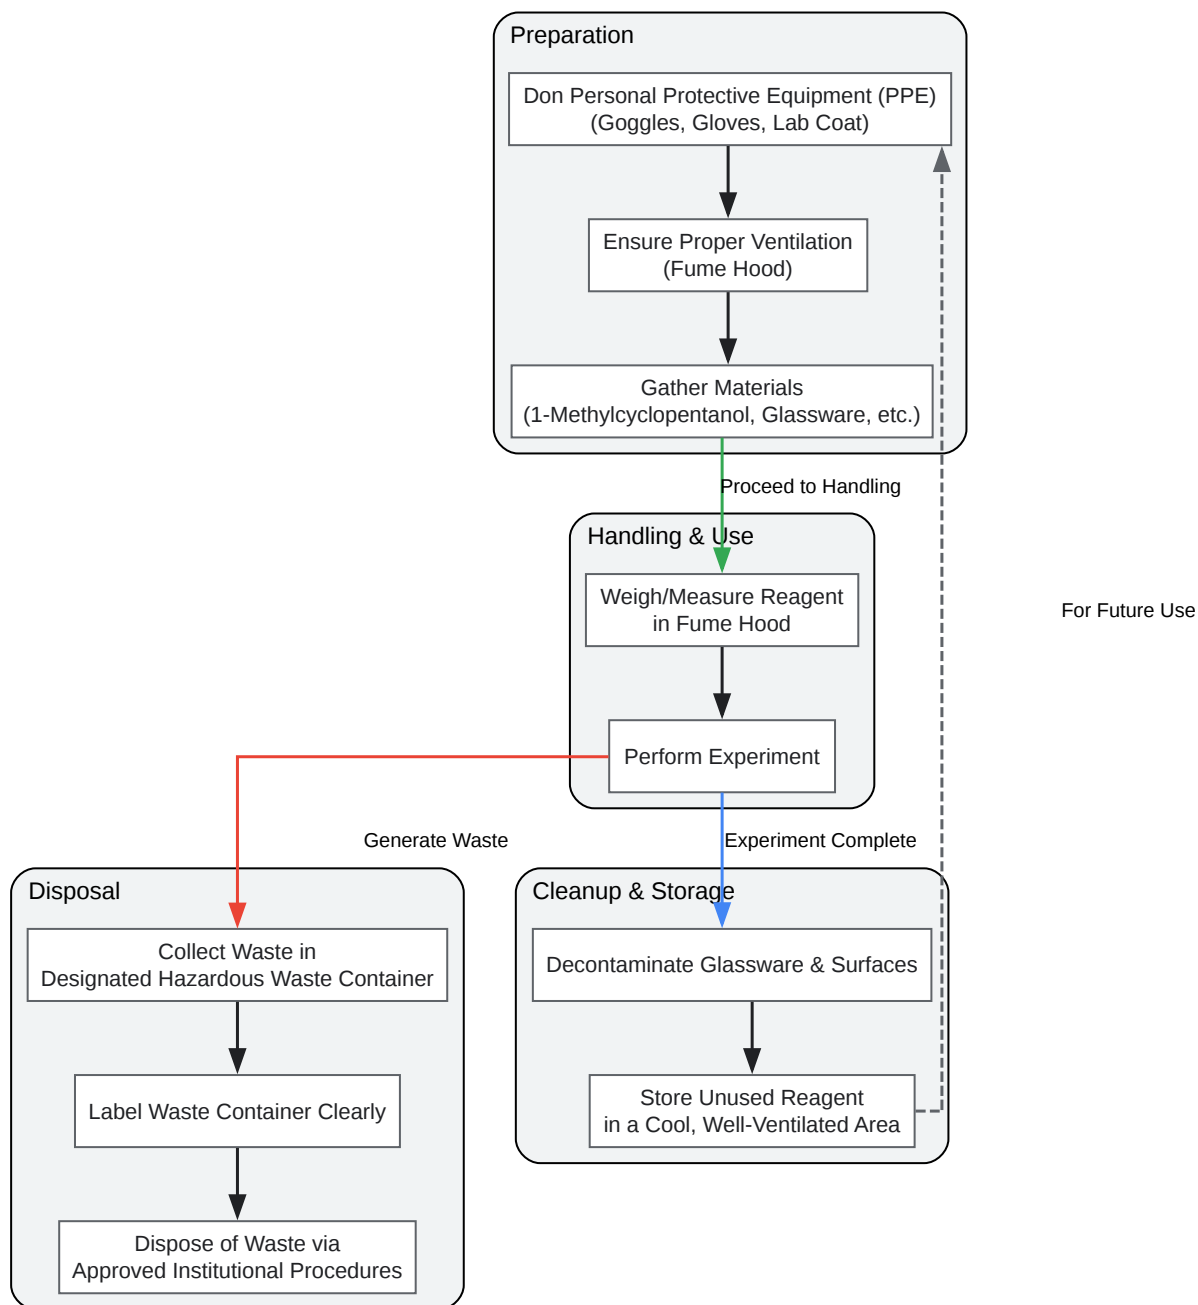 Preparation
Don Personal Protective Equipment (PPE)
(Goggles, Gloves, Lab Coat)
Ensure Proper Ventilation
(Fume Hood)
Gather Materials
(1-Methylcyclopentanol, Glassware, etc.)
Proceed to Handling
Handling & Use
Weigh/Measure Reagent
in Fume Hood
For Future Use
Perform Experiment
Generate Waste
Experiment Complete
Disposal
Collect Waste in
Designated Hazardous Waste Container
Label Waste Container Clearly
Dispose of Waste via
Approved Institutional Procedures
Cleanup & Storage
Decontaminate Glassware & Surfaces
Store Unused Reagent
in a Cool, Well-Ventilated Area